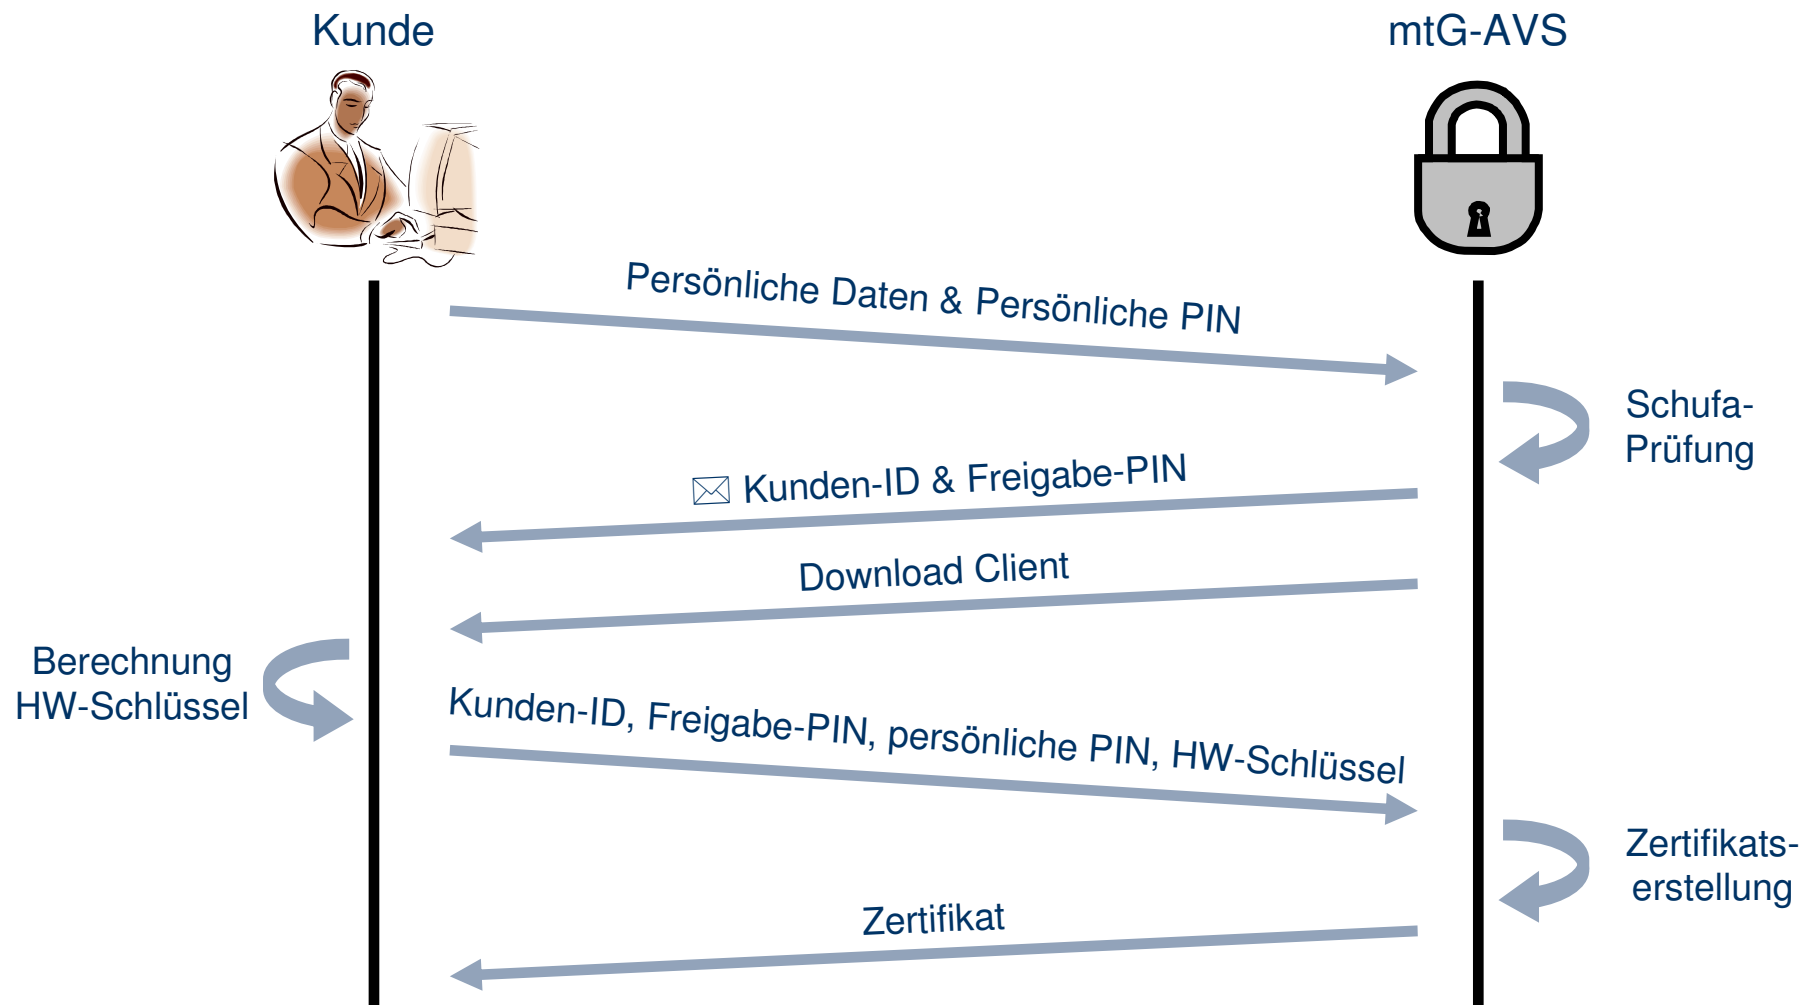 Kunde
mtG-AVS
Persönliche Daten & Persönliche PIN
Schufa-
Prüfung
Kunden-ID & Freigabe-PIN
Download Client
Berechnung
HW-Schlüssel
Kunden-ID, Freigabe-PIN, persönliche PIN, HW-Schlüssel
Zertifikats-
erstellung
Zertifikat